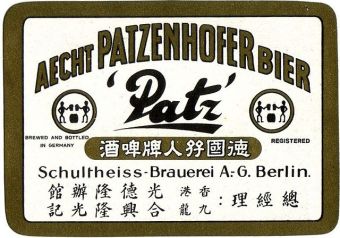 AECHT PATZENHOFER BIER
'Patz'
BREWED AND BOTTLED
IN GERMANY
REGISTERED
德國孖人牌啤酒
Schultheiss-Brauerei A.-G. Berlin.
總經理:
香港 光德隆辦館
九龍 合興隆光記